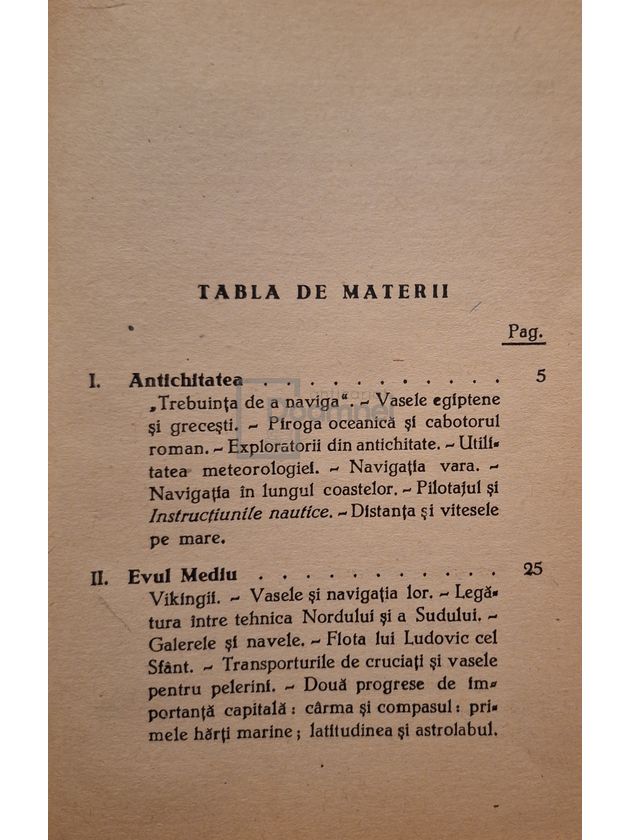 TABLA DE MATERII
Pag.
I. Antichitatea . . . . . . . . . . . 5
„Trebuința de a naviga“. - Vasele egiptene
și grecești. - Piroga oceanică și cabotorul
roman. - Exploratorii din antichitate. - Utili-
tatea meteorologiei. - Navigația vara. -
Navigația în lungul coastelor. - Pilotajul și
Instrucțiunile nautice. - Distanța și vitesele
pe mare.
II. Evul Mediu . . . . . . . . . . . 25
Vikingii. - Vasele și navigația lor. - Legă-
tura între tehnica Nordului și a Sudului. -
Galerele și navele. - Flota lui Ludovic cel
Sfânt. - Transporturile de cruciați și vasele
pentru pelerini. - Două progrese de im-
portanță capitală: cârma și compasul: pri-
mele hărți marine; latitudinea și astrolabul.